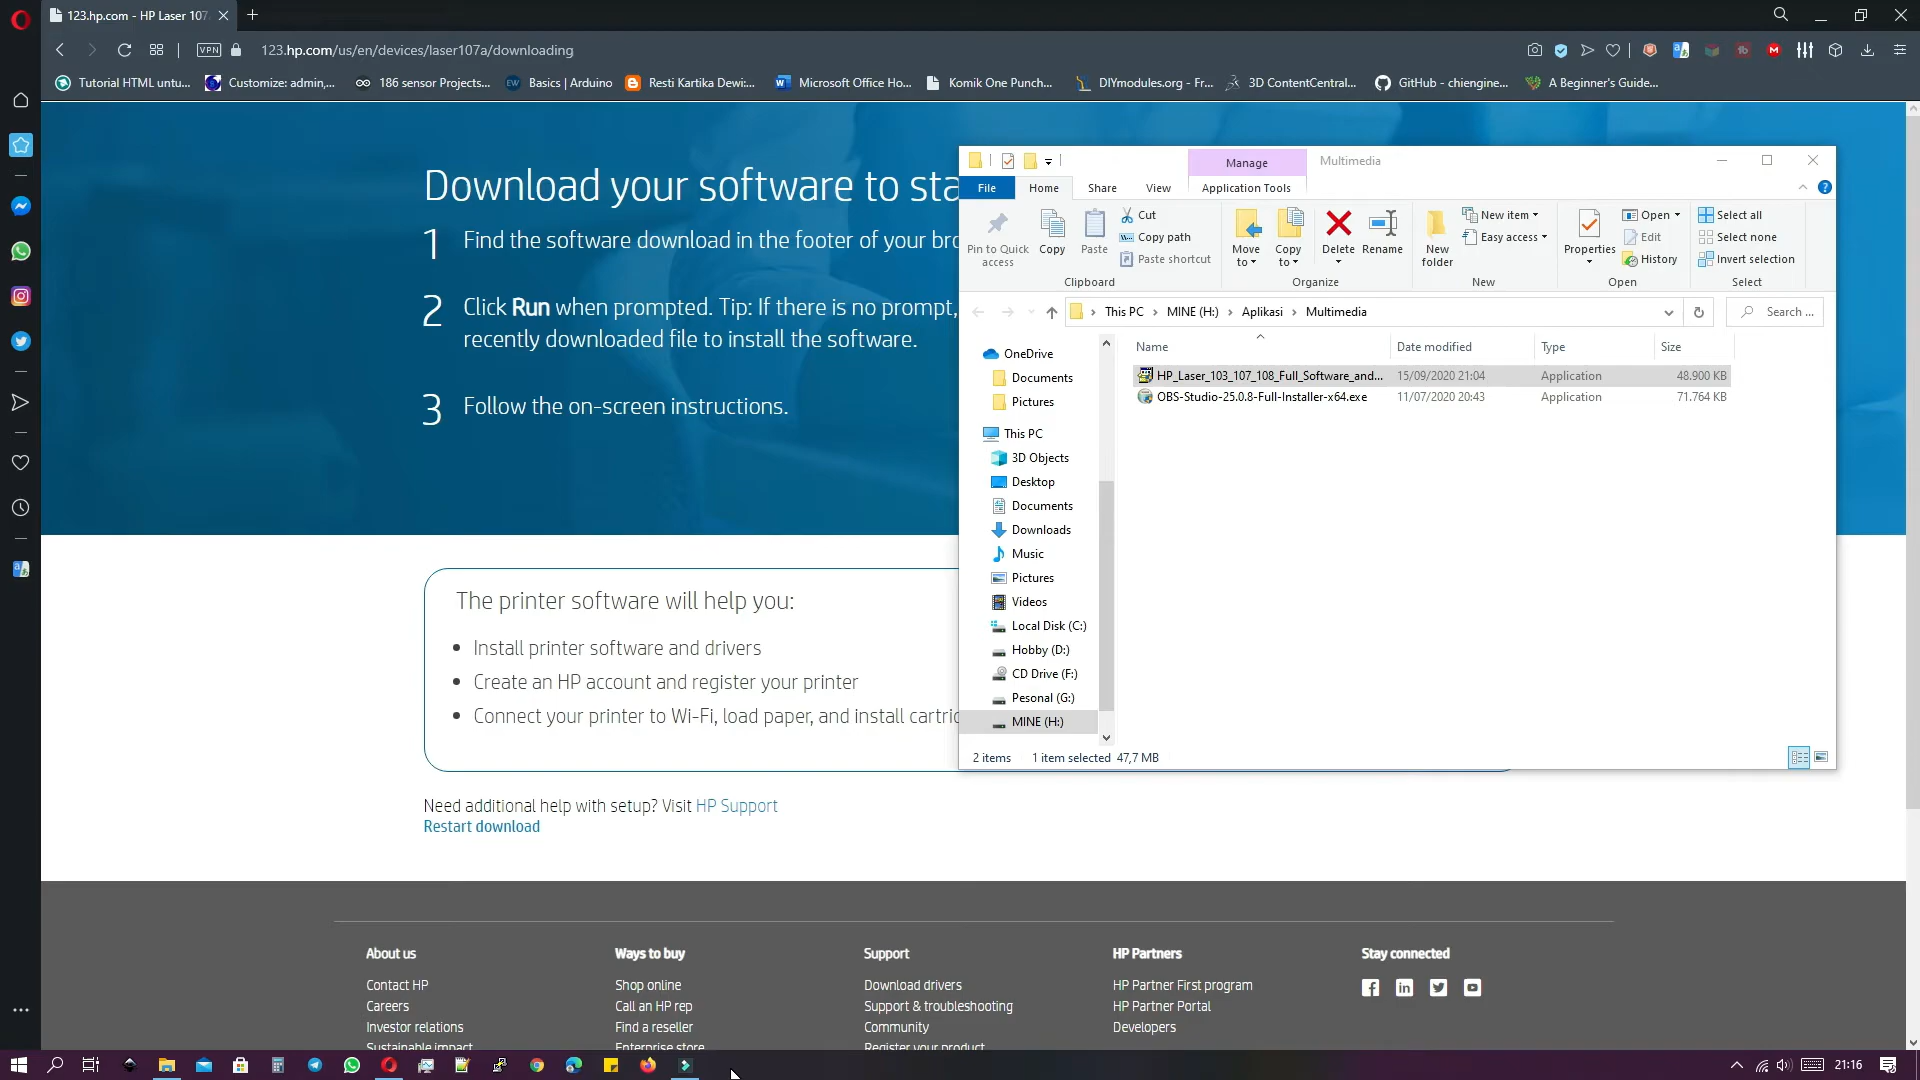 123.hp.com - HP Laser 107
VPN
123.hp.com/us/en/devices/laser107a/downloading
Tutorial HTML untu...
Customize: admin,...
186 sensor Projects...
Basics | Arduino
Resti Kartika Dewi:...
Microsoft Office Ho...
Komik One Punch...
DIYmodules.org - Fr...
3D ContentCentral...
GitHub - chiengine...
A Beginner's Guide...
Download your software to sta
1 Find the software download in the footer of your bro
2 Click Run when prompted. Tip: If there is no prompt,
recently downloaded file to install the software.
3 Follow the on-screen instructions.
The printer software will help you:
• Install printer software and drivers
• Create an HP account and register your printer
• Connect your printer to Wi-Fi, load paper, and install cartric
Need additional help with setup? Visit HP Support
Restart download
Manage
Multimedia
File
Home
Share
View
Application Tools
Pin to Quick
access
Copy
Paste
Cut
Copy path
Paste shortcut
Clipboard
Move
to
Copy
to
Delete
Rename
Organize
New
folder
New item
Easy access
New
Properties
Open
Edit
History
Open
Select all
Select none
Invert selection
Select
This PC
MINE (H:)
Aplikasi
Multimedia
Search ...
OneDrive
Documents
Pictures
This PC
3D Objects
Desktop
Documents
Downloads
Music
Pictures
Videos
Local Disk (C:)
Hobby (D:)
CD Drive (F:)
Pesonal (G:)
MINE (H:)
Name Date modified Type Size
HP_Laser_103_107_108_Full_Software_and... 15/09/2020 21:04 Application 48.900 KB
OBS-Studio-25.0.8-Full-Installer-x64.exe 11/07/2020 20:43 Application 71.764 KB
2 items 1 item selected 47,7 MB
About us
Contact HP
Careers
Investor relations
Sustainable impact
Ways to buy
Shop online
Call an HP rep
Find a reseller
Enterprise store
Support
Download drivers
Support & troubleshooting
Community
Register your product
HP Partners
HP Partner First program
HP Partner Portal
Developers
Stay connected
21:16